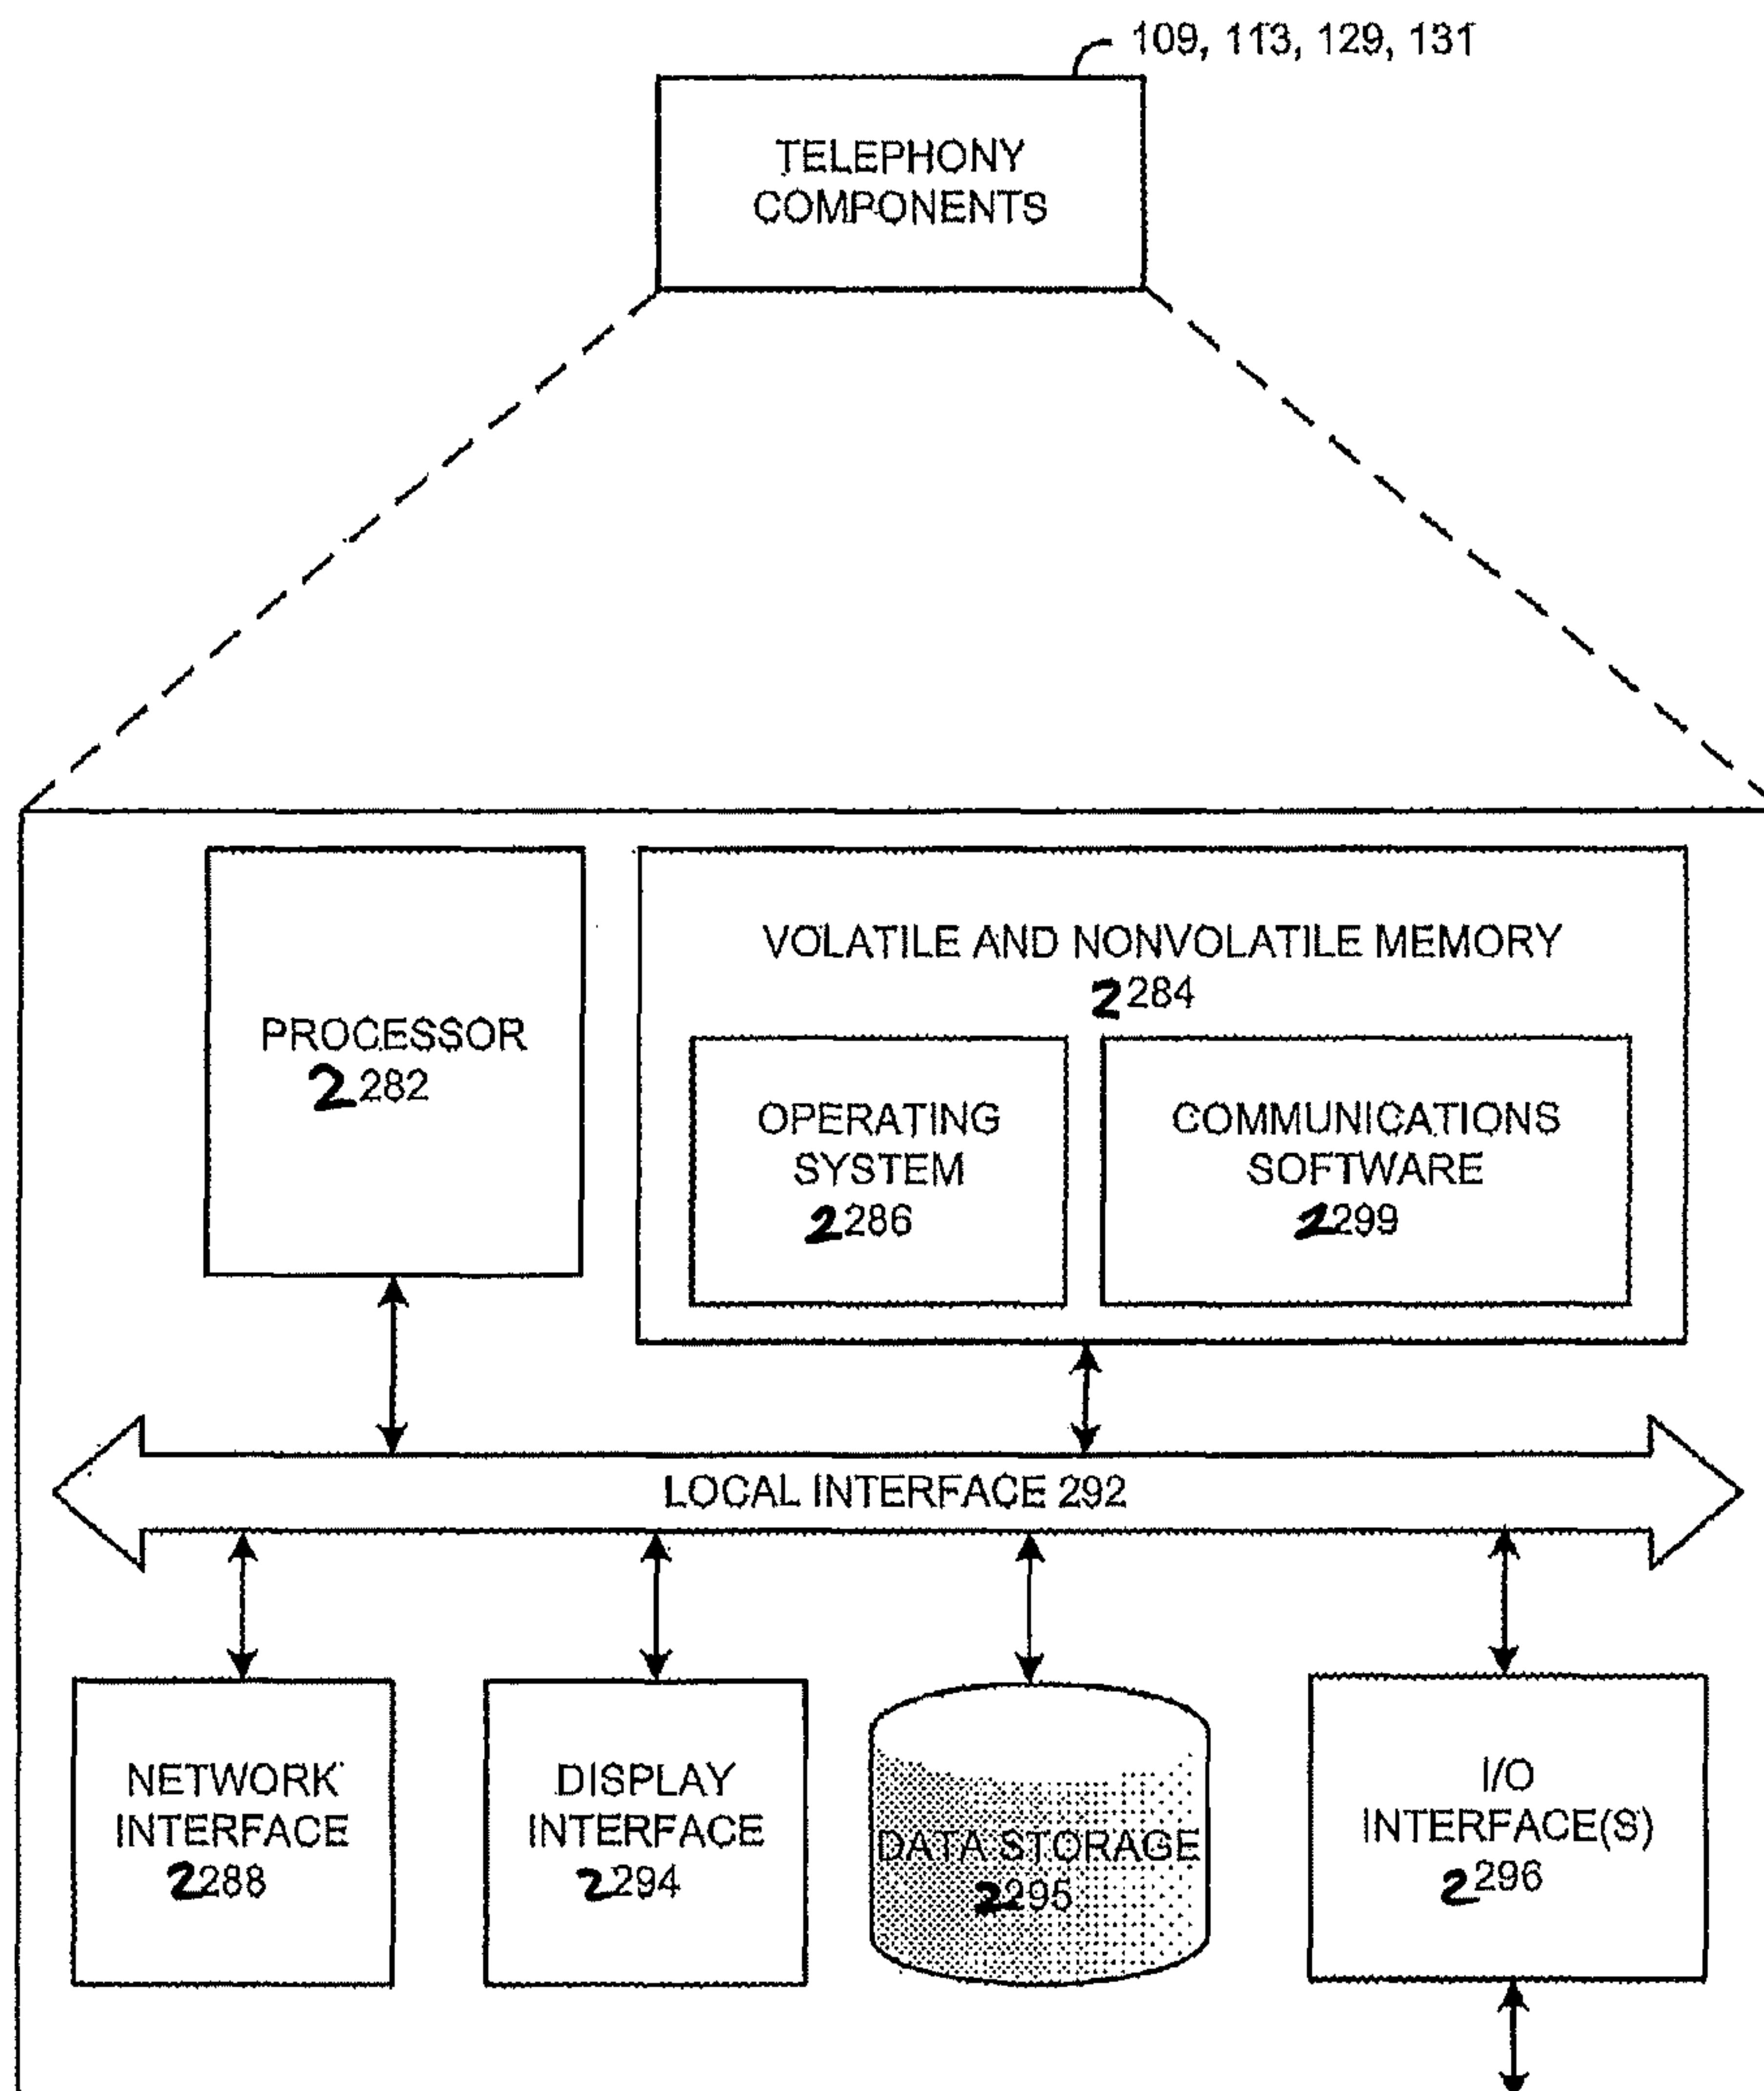 109, 113, 129, 131
TELEPHONY
COMPONENTS
PROCESSOR
2282
VOLATILE AND NONVOLATILE MEMORY
2284
OPERATING
SYSTEM
2286
COMMUNICATIONS
SOFTWARE
2299
LOCAL INTERFACE 292
NETWORK
INTERFACE
2288
DISPLAY
INTERFACE
2294
DATA STORAGE
2295
I/O
INTERFACE(S)
2296